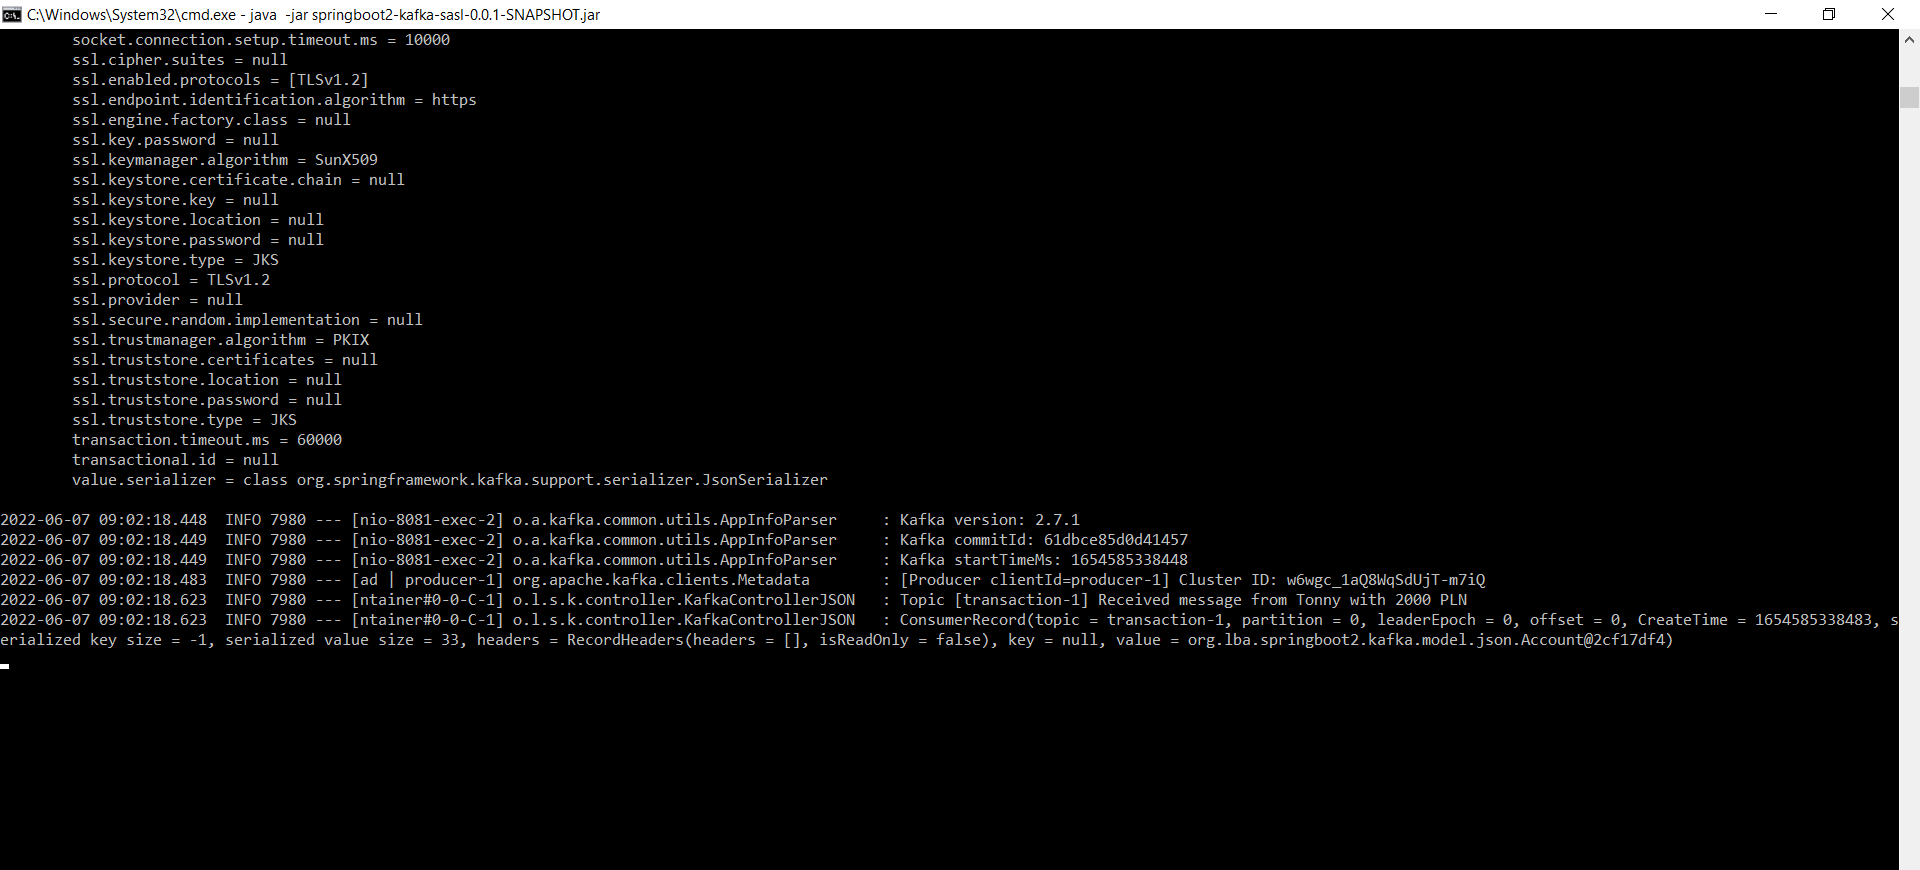 C:\Windows\System32\cmd.exe - java  -jar springboot2-kafka-sasl-0.0.1-SNAPSHOT.jar
socket.connection.setup.timeout.ms = 10000
ssl.cipher.suites = null
ssl.enabled.protocols = [TLSv1.2]
ssl.endpoint.identification.algorithm = https
ssl.engine.factory.class = null
ssl.key.password = null
ssl.keymanager.algorithm = SunX509
ssl.keystore.certificate.chain = null
ssl.keystore.key = null
ssl.keystore.location = null
ssl.keystore.password = null
ssl.keystore.type = JKS
ssl.protocol = TLSv1.2
ssl.provider = null
ssl.secure.random.implementation = null
ssl.trustmanager.algorithm = PKIX
ssl.truststore.certificates = null
ssl.truststore.location = null
ssl.truststore.password = null
ssl.truststore.type = JKS
transaction.timeout.ms = 60000
transactional.id = null
value.serializer = class org.springframework.kafka.support.serializer.JsonSerializer
2022-06-07 09:02:18.448  INFO 7980 --- [nio-8081-exec-2] o.a.kafka.common.utils.AppInfoParser     : Kafka version: 2.7.1
2022-06-07 09:02:18.449  INFO 7980 --- [nio-8081-exec-2] o.a.kafka.common.utils.AppInfoParser     : Kafka commitId: 61dbce85d0d41457
2022-06-07 09:02:18.449  INFO 7980 --- [nio-8081-exec-2] o.a.kafka.common.utils.AppInfoParser     : Kafka startTimeMs: 1654585338448
2022-06-07 09:02:18.483  INFO 7980 --- [ad | producer-1] org.apache.kafka.clients.Metadata        : [Producer clientId=producer-1] Cluster ID: w6wgc_1aQ8WqSdUjT-m7iQ
2022-06-07 09:02:18.623  INFO 7980 --- [ntainer#0-0-C-1] o.l.s.k.controller.KafkaControllerJSON   : Topic [transaction-1] Received message from Tonny with 2000 PLN
2022-06-07 09:02:18.623  INFO 7980 --- [ntainer#0-0-C-1] o.l.s.k.controller.KafkaControllerJSON   : ConsumerRecord(topic = transaction-1, partition = 0, leaderEpoch = 0, offset = 0, CreateTime = 1654585338483, s
erialized key size = -1, serialized value size = 33, headers = RecordHeaders(headers = [], isReadOnly = false), key = null, value = org.lba.springboot2.kafka.model.json.Account@2cf17df4)